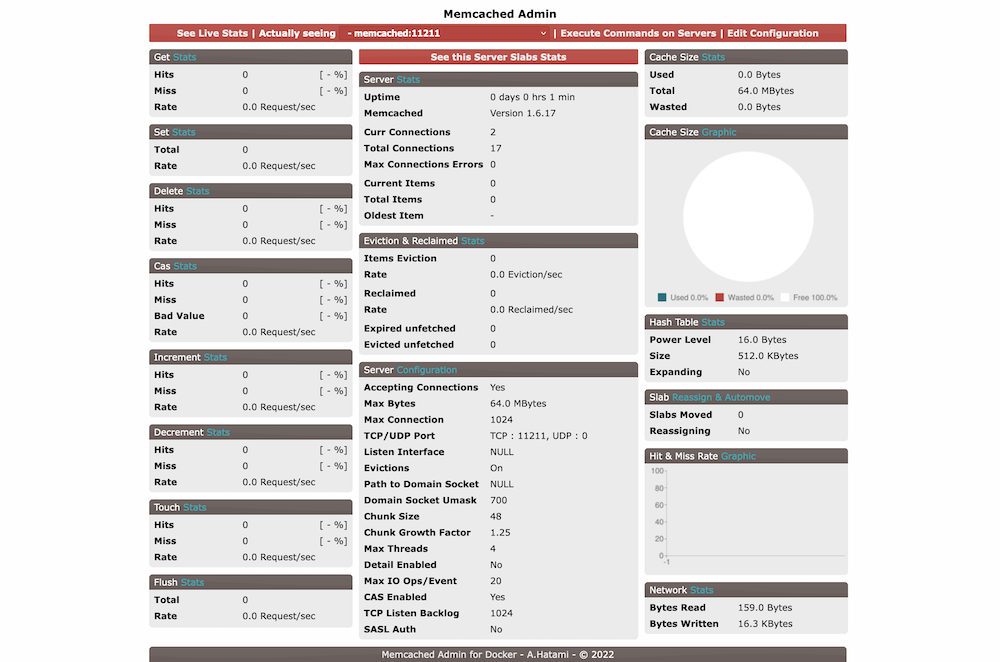 Memcached Admin
See Live Stats | Actually seeing - memcached:11211 | Execute Commands on Servers | Edit Configuration
Get Stats
Hits 0 [ - %]
Miss 0 [ - %]
Rate 0.0 Request/sec
Set Stats
Total 0
Rate 0.0 Request/sec
Delete Stats
Hits 0 [ - %]
Miss 0 [ - %]
Rate 0.0 Request/sec
Cas Stats
Hits 0 [ - %]
Miss 0 [ - %]
Bad Value 0 [ - %]
Rate 0.0 Request/sec
Increment Stats
Hits 0 [ - %]
Miss 0 [ - %]
Rate 0.0 Request/sec
Decrement Stats
Hits 0 [ - %]
Miss 0 [ - %]
Rate 0.0 Request/sec
Touch Stats
Hits 0 [ - %]
Miss 0 [ - %]
Rate 0.0 Request/sec
Flush Stats
Total 0
Rate 0.0 Request/sec
See this Server Slabs Stats
Server Stats
Uptime 0 days 0 hrs 1 min
Memcached Version 1.6.17
Curr Connections 2
Total Connections 17
Max Connections Errors 0
Current Items 0
Total Items 0
Oldest Item -
Eviction & Reclaimed Stats
Items Eviction 0
Rate 0.0 Eviction/sec
Reclaimed 0
Rate 0.0 Reclaimed/sec
Expired unfetched 0
Evicted unfetched 0
Server Configuration
Accepting Connections Yes
Max Bytes 64.0 MBytes
Max Connection 1024
TCP/UDP Port TCP : 11211, UDP : 0
Listen Interface NULL
Evictions On
Path to Domain Socket NULL
Domain Socket Umask 700
Chunk Size 48
Chunk Growth Factor 1.25
Max Threads 4
Detail Enabled No
Max IO Ops/Event 20
CAS Enabled Yes
TCP Listen Backlog 1024
SASL Auth No
Cache Size Stats
Used 0.0 Bytes
Total 64.0 MBytes
Wasted 0.0 Bytes
Cache Size Graphic
Used 0.0% Wasted 0.0% Free 100.0%
Hash Table Stats
Power Level 16.0 Bytes
Size 512.0 KBytes
Expanding No
Slab Reassign & Automove
Slabs Moved 0
Reassigning No
Hit & Miss Rate Graphic
100
80
60
40
20
0
-1
Network Stats
Bytes Read 159.0 Bytes
Bytes Written 16.3 KBytes
Memcached Admin for Docker - A.Hatami - © 2022